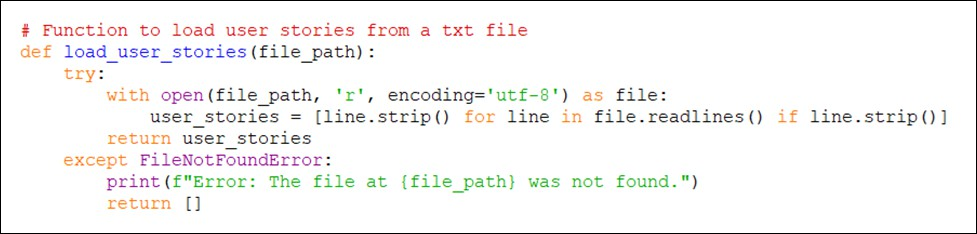 # Function to load user stories from a txt file
def load_user_stories(file_path):
    try:
        with open(file_path, 'r', encoding='utf-8') as file:
            user_stories = [line.strip() for line in file.readlines() if line.strip()]
        return user_stories
    except FileNotFoundError:
        print(f"Error: The file at {file_path} was not found.")
        return []